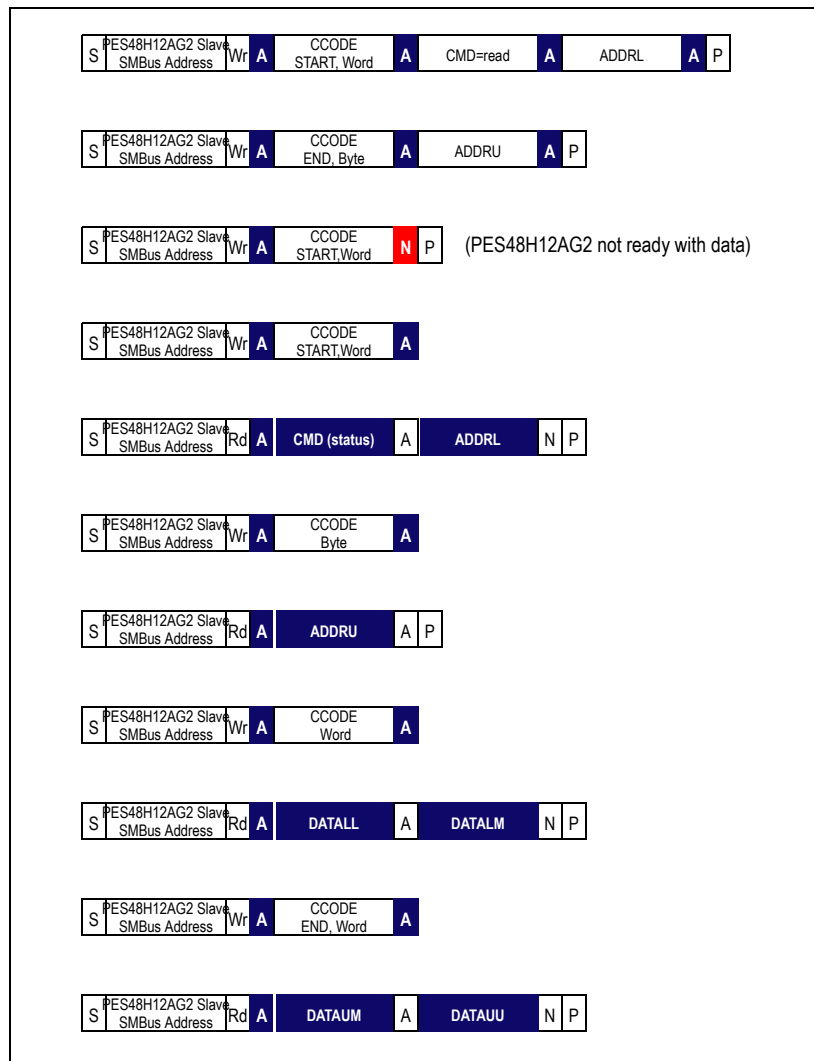 S PES48H12AG2 Slave SMBus Address Wr A CCODE START, Word A CMD=read A ADDRL A P
S PES48H12AG2 Slave SMBus Address Wr A CCODE END, Byte A ADDRU A P
S PES48H12AG2 Slave SMBus Address Wr A CCODE START,Word N P (PES48H12AG2 not ready with data)
S PES48H12AG2 Slave SMBus Address Wr A CCODE START,Word A
S PES48H12AG2 Slave SMBus Address Rd A CMD (status) A ADDRL N P
S PES48H12AG2 Slave SMBus Address Wr A CCODE Byte A
S PES48H12AG2 Slave SMBus Address Rd A ADDRU A P
S PES48H12AG2 Slave SMBus Address Wr A CCODE Word A
S PES48H12AG2 Slave SMBus Address Rd A DATALL A DATALM N P
S PES48H12AG2 Slave SMBus Address Wr A CCODE END, Word A
S PES48H12AG2 Slave SMBus Address Rd A DATAUM A DATAUU N P